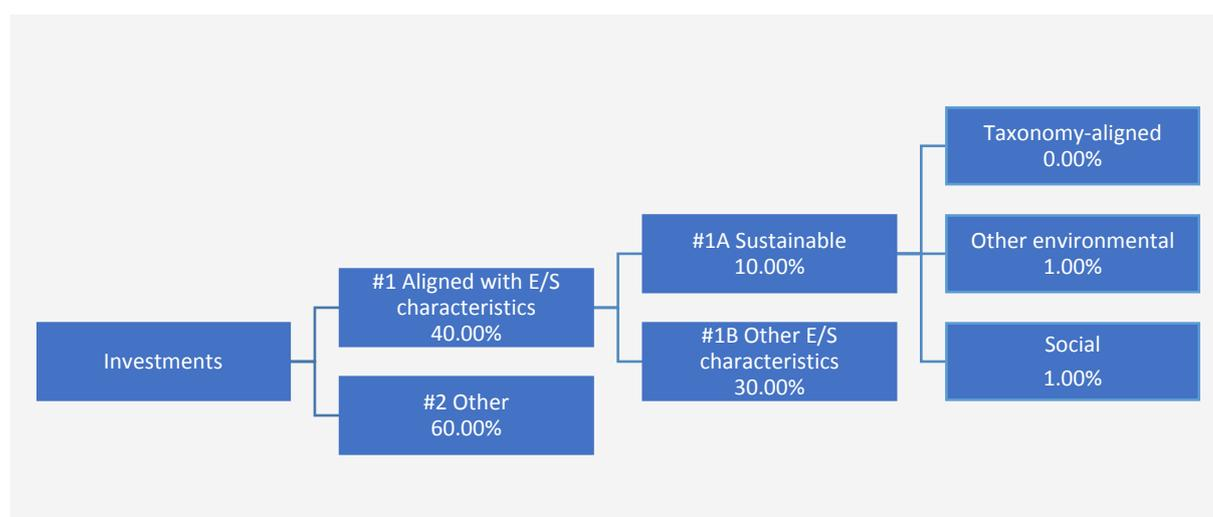 Investments
#1 Aligned with E/S
characteristics
40.00%
#2 Other
60.00%
#1A Sustainable
10.00%
#1B Other E/S
characteristics
30.00%
Taxonomy-aligned
0.00%
Other environmental
1.00%
Social
1.00%